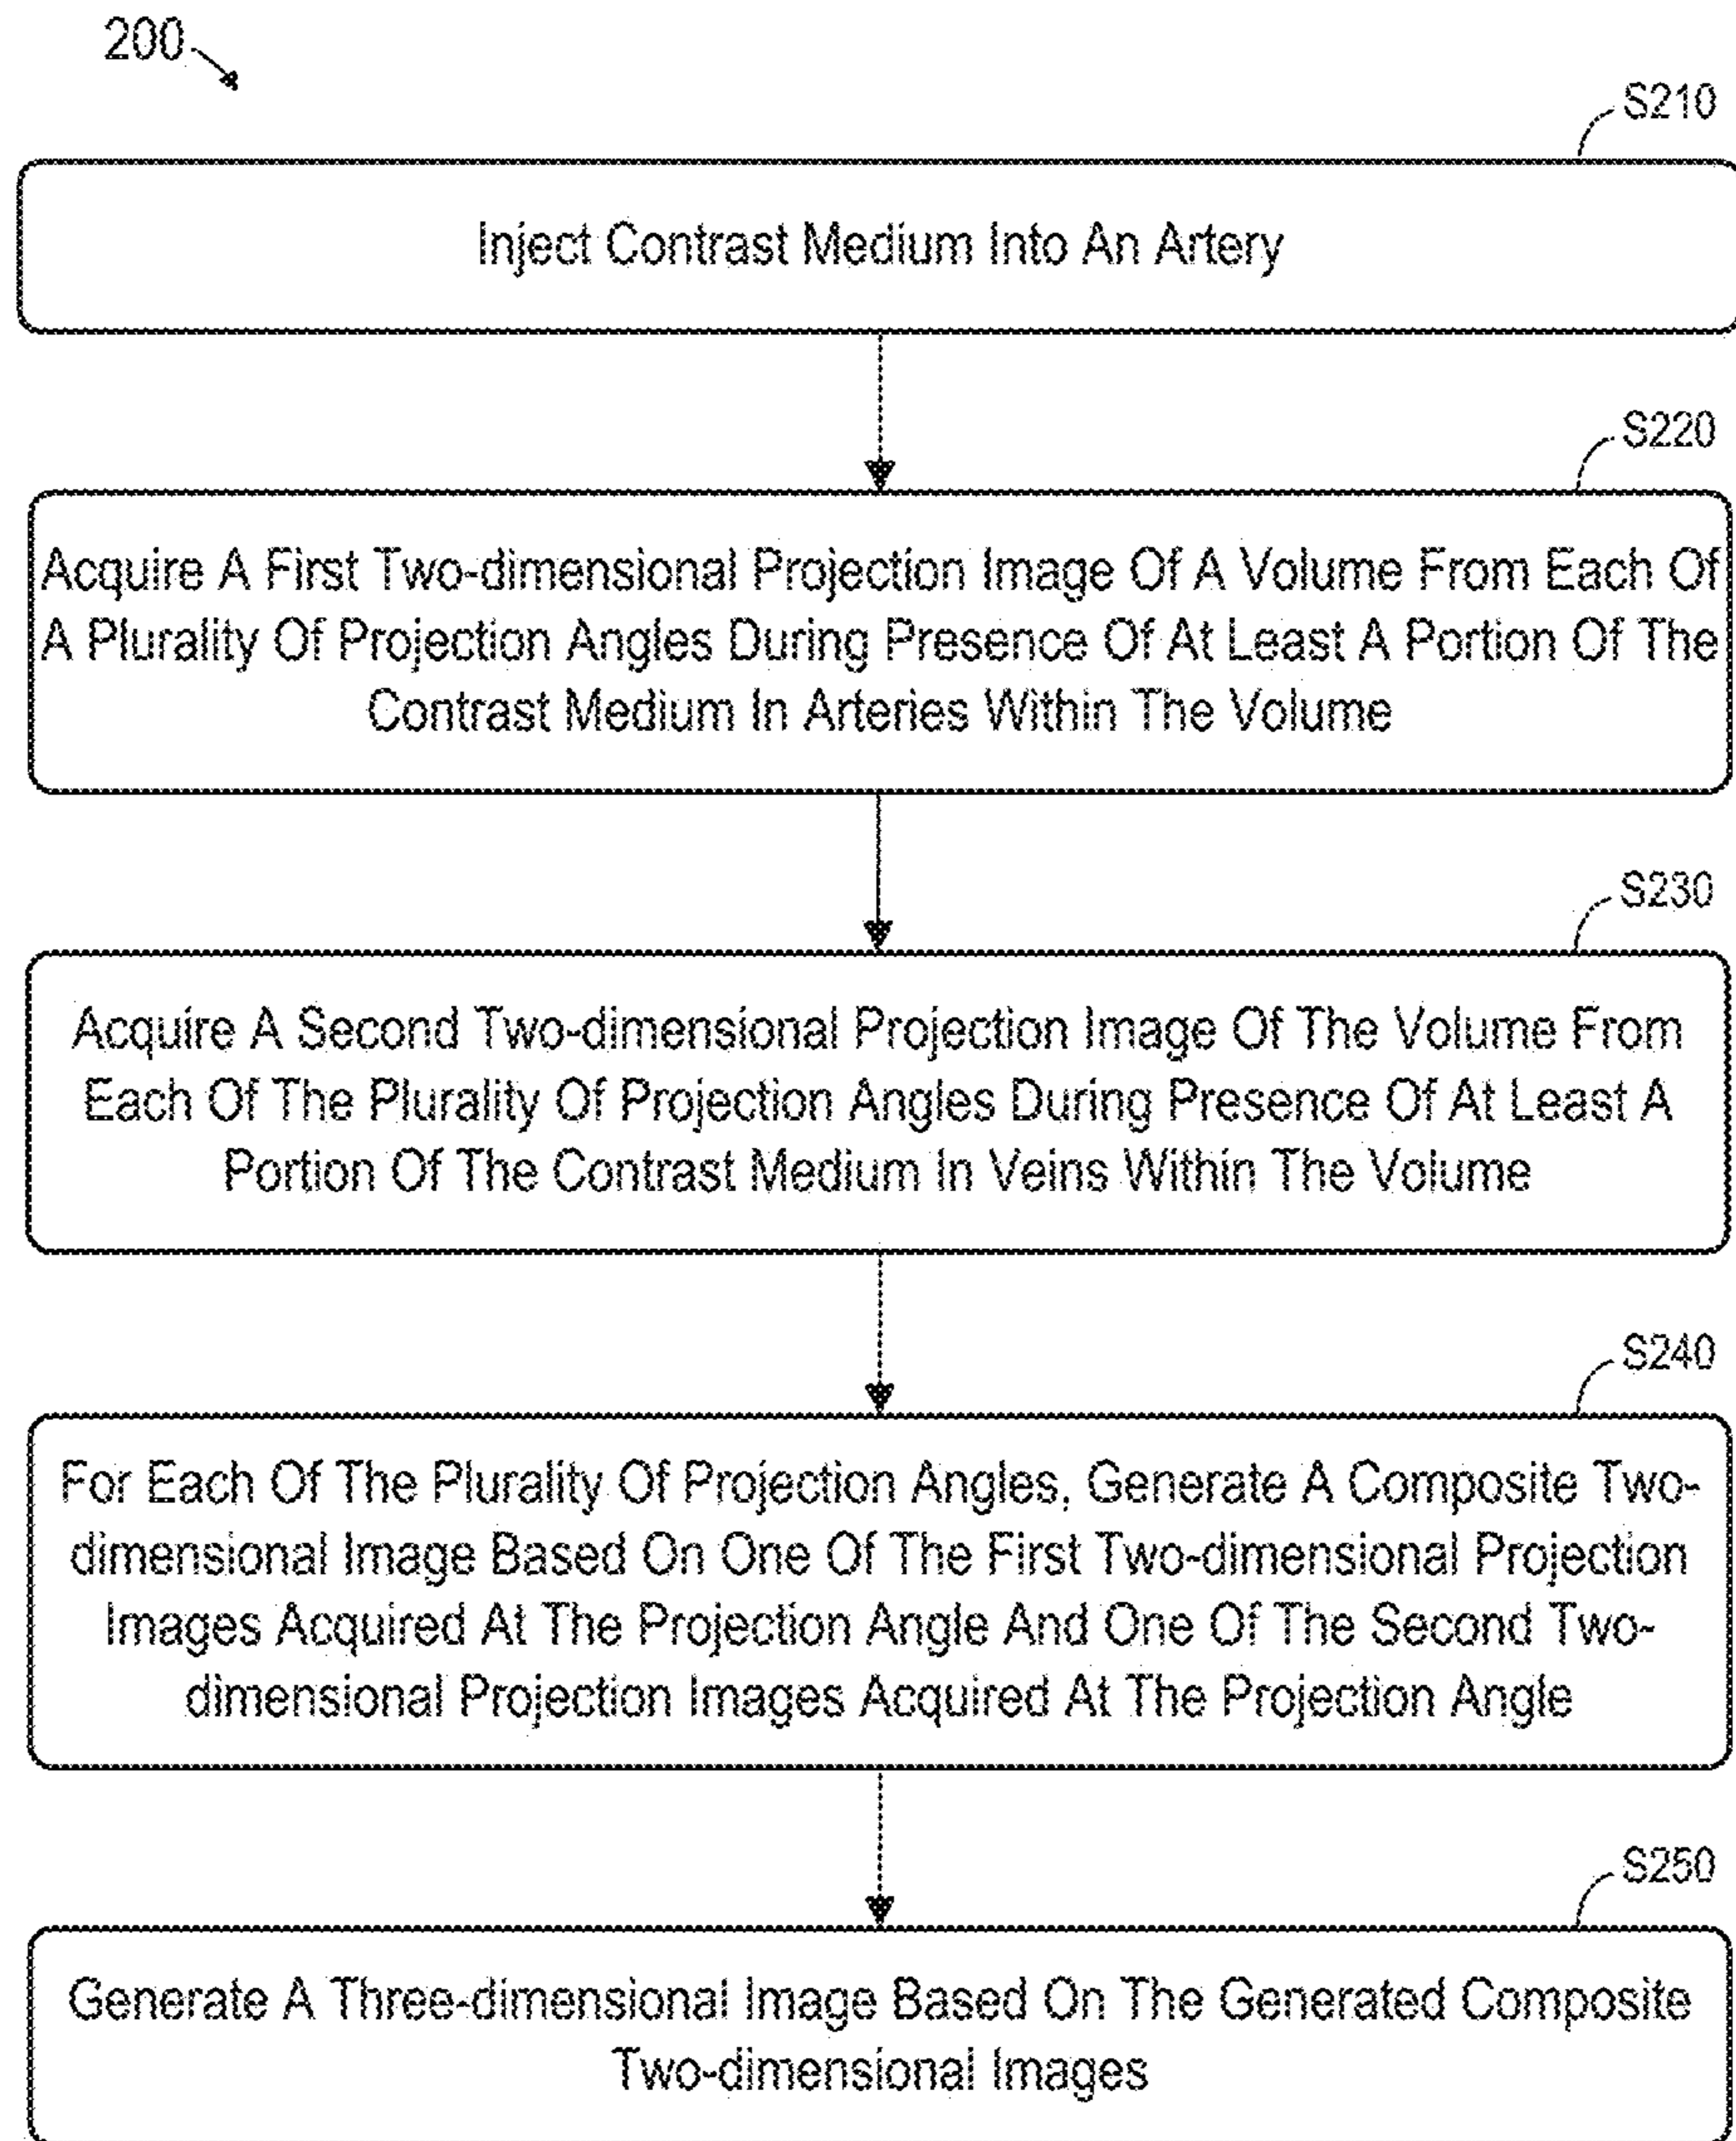 200
S210
Inject Contrast Medium Into An Artery
S220
Acquire A First Two-dimensional Projection Image Of A Volume From Each Of
A Plurality Of Projection Angles During Presence Of At Least A Portion Of The
Contrast Medium In Arteries Within The Volume
S230
Acquire A Second Two-dimensional Projection Image Of The Volume From
Each Of The Plurality Of Projection Angles During Presence Of At Least A
Portion Of The Contrast Medium In Veins Within The Volume
S240
For Each Of The Plurality Of Projection Angles, Generate A Composite Two-
dimensional Image Based On One Of The First Two-dimensional Projection
Images Acquired At The Projection Angle And One Of The Second Two-
dimensional Projection Images Acquired At The Projection Angle
S250
Generate A Three-dimensional Image Based On The Generated Composite
Two-dimensional Images